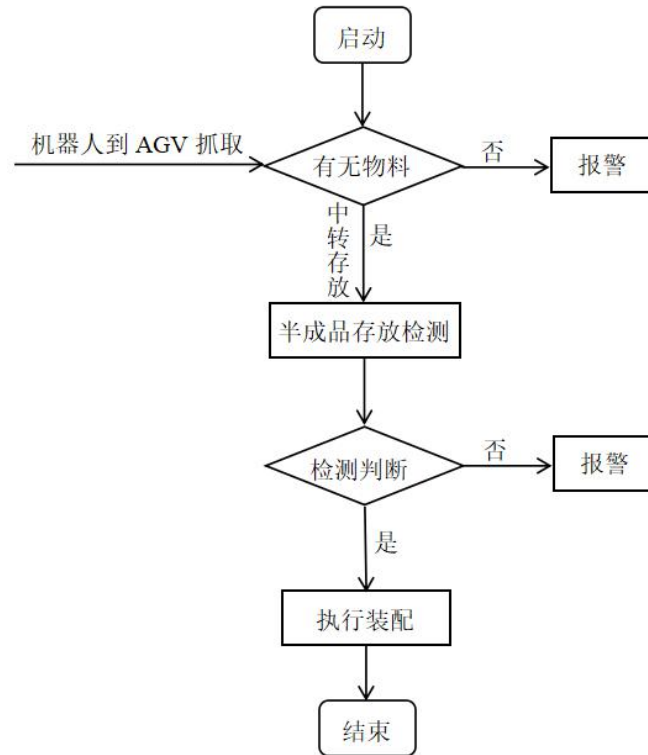 启动
机器人到 AGV 抓取
有无物料
否
报警
中转存放
是
半成品存放检测
检测判断
否
报警
是
执行装配
结束